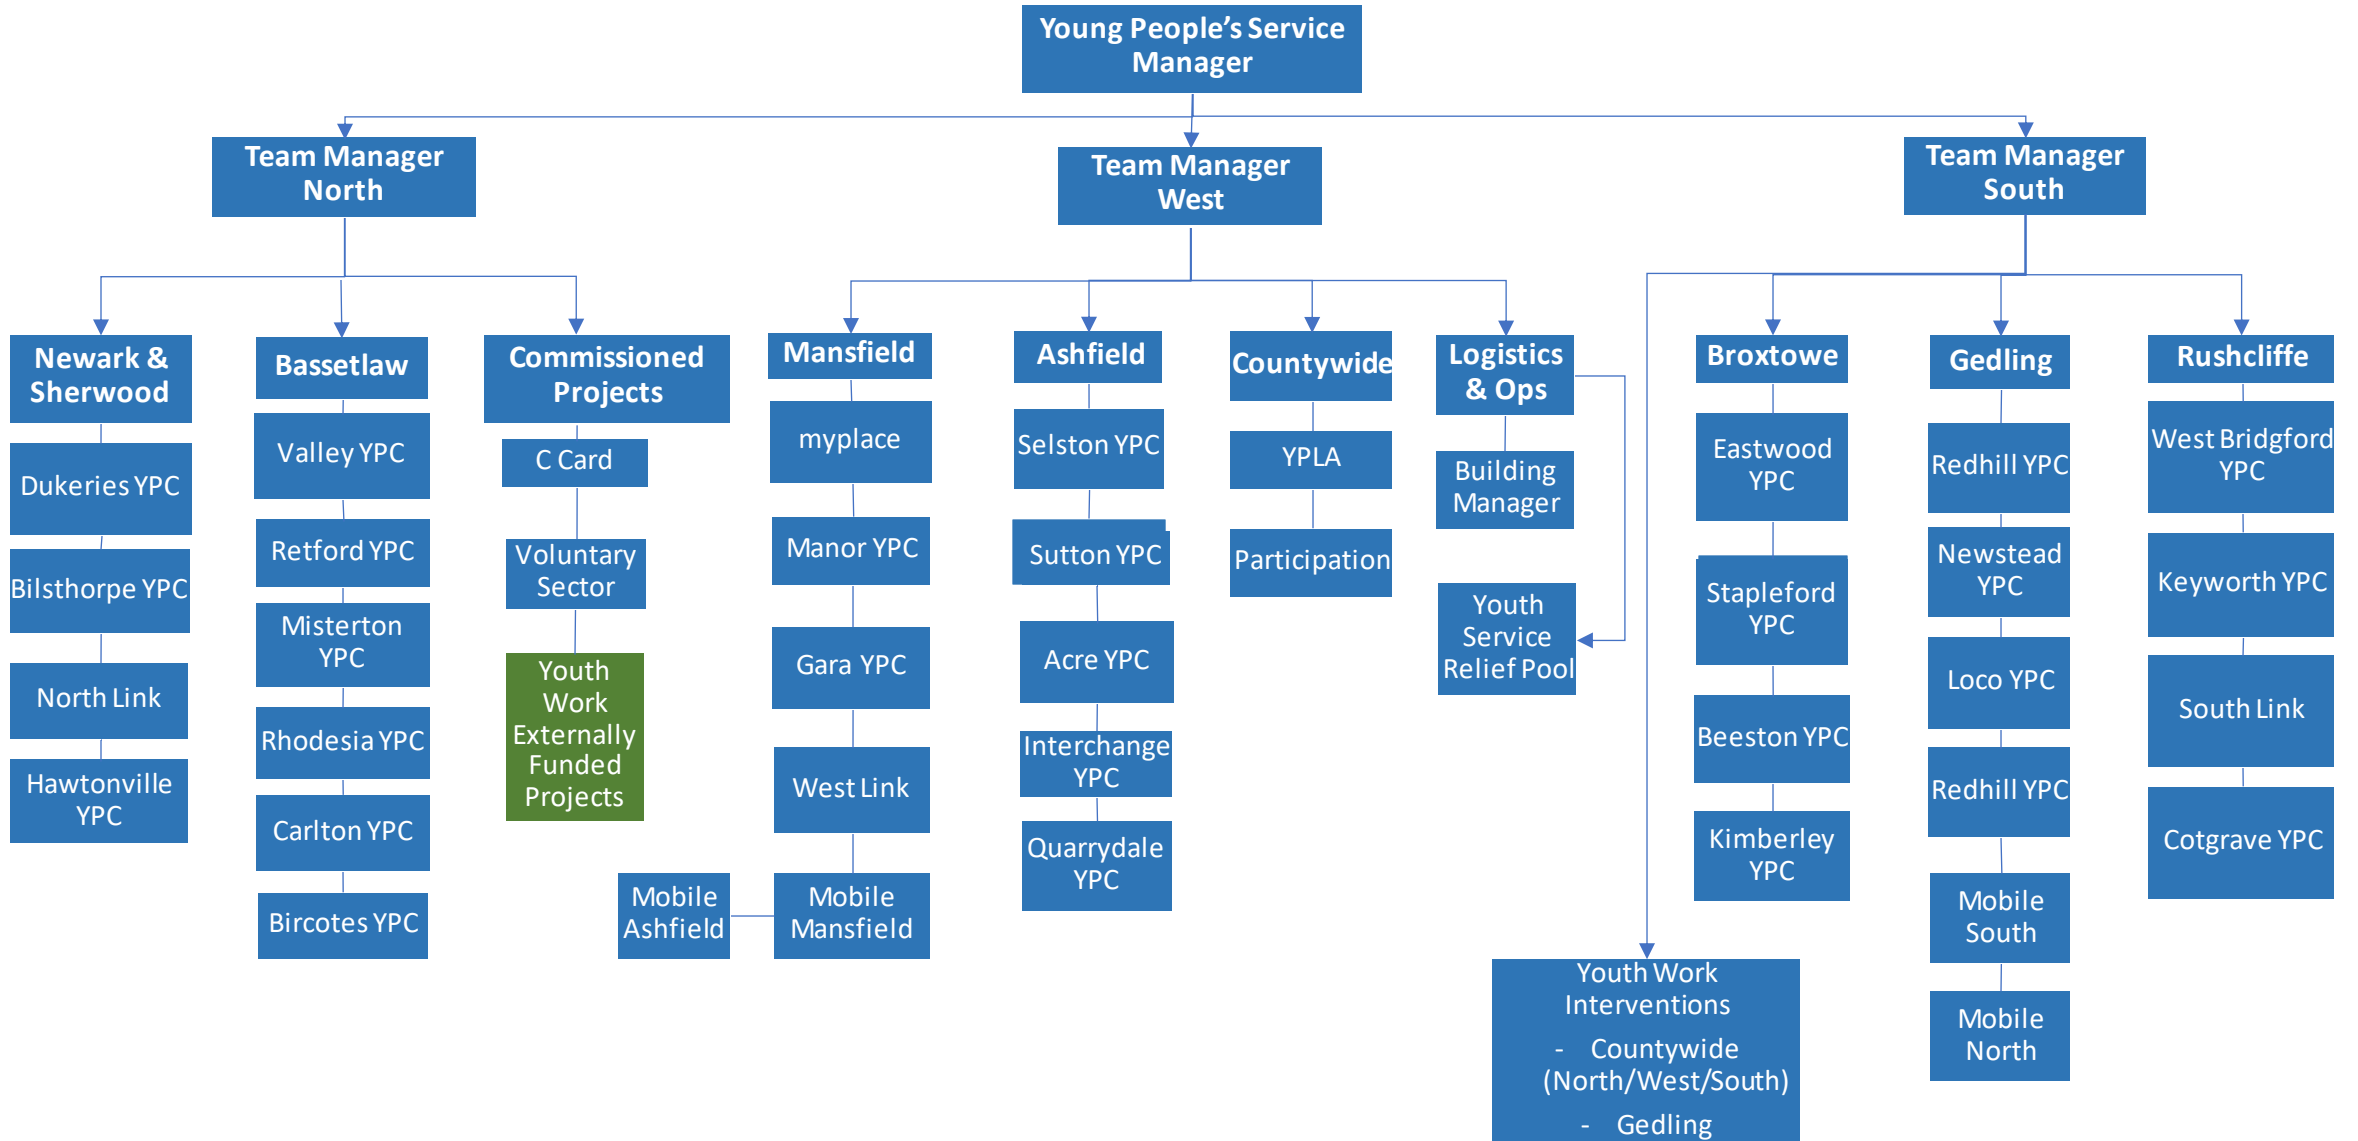 Young People’s Service
Manager
Team Manager
North
Team Manager
West
Team Manager
South
Newark &
Sherwood
Dukeries YPC
Bilsthorpe YPC
North Link
Hawtonville
YPC
Bassetlaw
Valley YPC
Retford YPC
Misterton
YPC
Rhodesia YPC
Carlton YPC
Bircotes YPC
Commissioned
Projects
C Card
Voluntary
Sector
Youth
Work
Externally
Funded
Projects
Mansfield
myplace
Manor YPC
Gara YPC
West Link
Mobile
Mansfield
Mobile
Ashfield
Ashfield
Selston YPC
Sutton YPC
Acre YPC
Interchange
YPC
Quarrydale
YPC
Countywide
YPLA
Participation
Logistics
& Ops
Building
Manager
Youth
Service
Relief Pool
Youth Work
Interventions
- Countywide
(North/West/South)
- Gedling
Broxtowe
Eastwood
YPC
Stapleford
YPC
Beeston YPC
Kimberley
YPC
Gedling
Redhill YPC
Newstead
YPC
Loco YPC
Redhill YPC
Mobile
South
Mobile
North
Rushcliffe
West Bridgford
YPC
Keyworth YPC
South Link
Cotgrave YPC